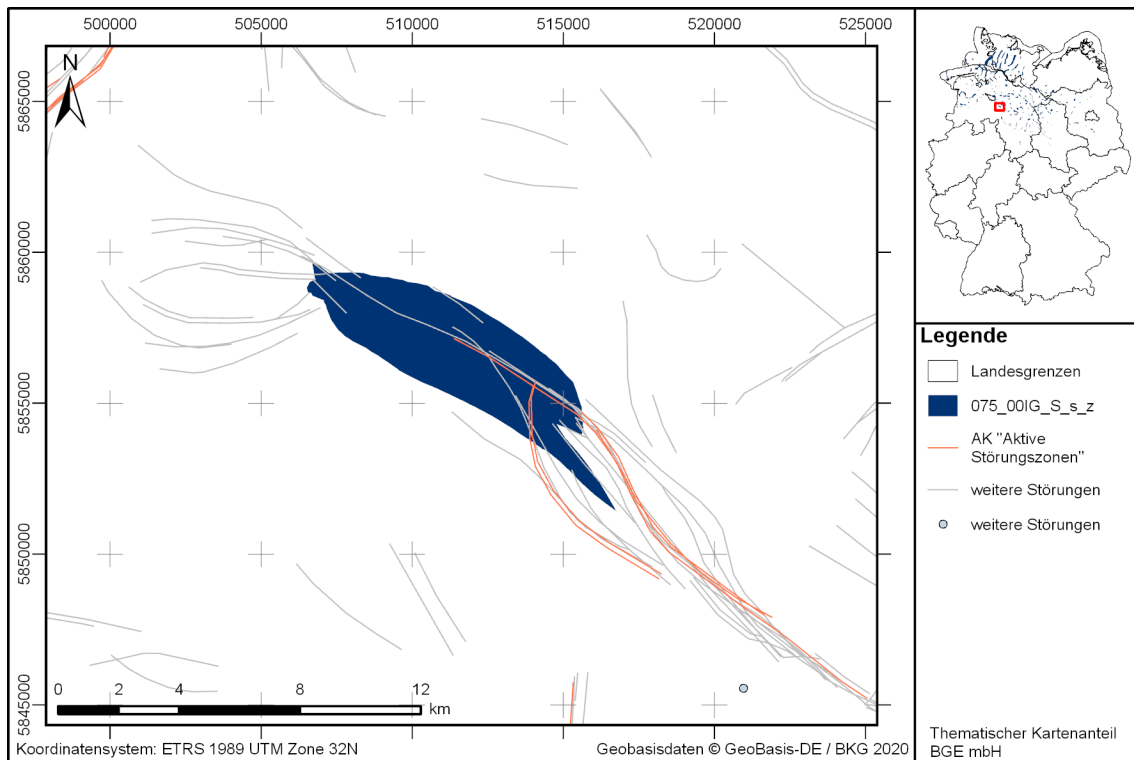 500000
505000
510000
515000
520000
525000
5865000
5860000
5855000
5850000
5845000
N
0
2
4
8
12
km
Koordinatensystem: ETRS 1989 UTM Zone 32N
Geobasisdaten © GeoBasis-DE / BKG 2020
Legende
Landesgrenzen
075_00IG_S_s_z
AK "Aktive
Störungszonen"
weitere Störungen
weitere Störungen
Thematischer Kartenanteil
BGE mbH